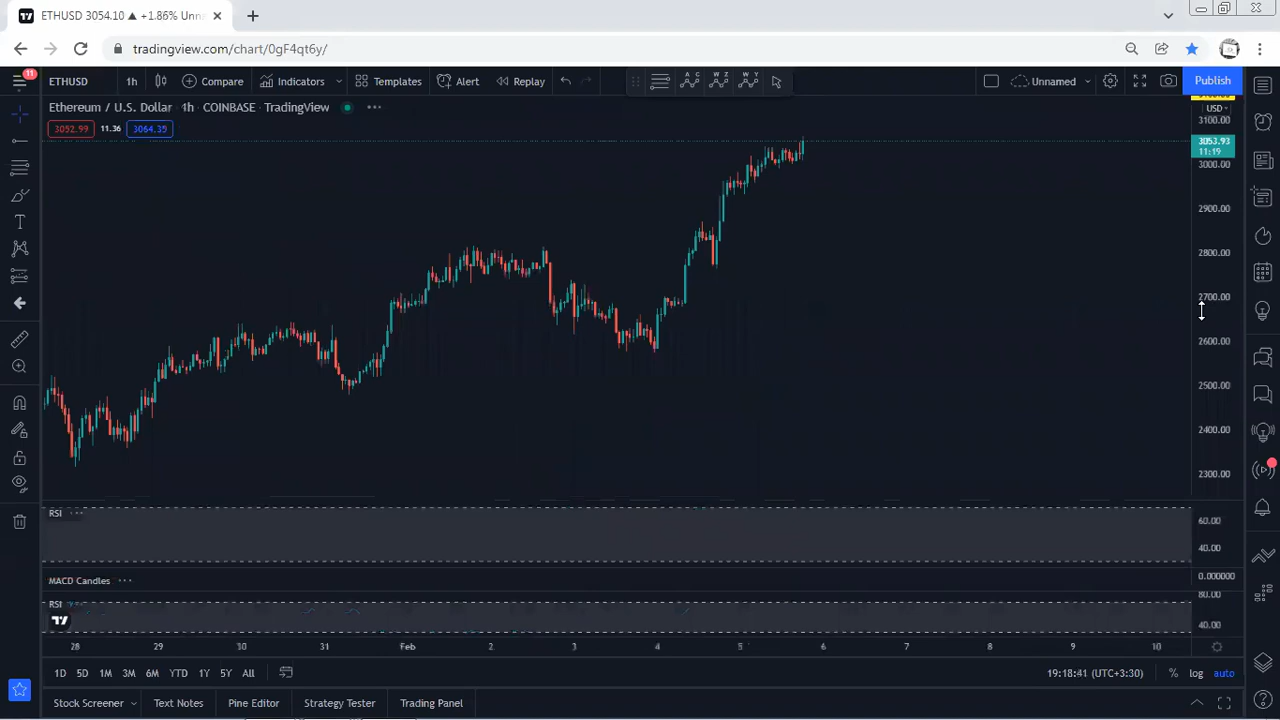 ETHUSD 3054.10 ▲ +1.86% Unna
tradingview.com/chart/0gF4qt6y/
11
ETHUSD 1h Compare Indicators Templates Alert Replay Unnamed Publish
Ethereum / U.S. Dollar · 1h · COINBASE · TradingView
3052.99 11.36 3064.35
USD
3100.00
3053.93
11:19
3000.00
2900.00
2800.00
2700.00
2600.00
2500.00
2400.00
2300.00
RSI
60.00
40.00
MACD Candles
0.000000
RSI
80.00
40.00
28 29 30 31 Feb 2 3 4 5 6 7 8 9 10
1D 5D 1M 3M 6M YTD 1Y 5Y All 19:18:41 (UTC+3:30) % log auto
Stock Screener Text Notes Pine Editor Strategy Tester Trading Panel